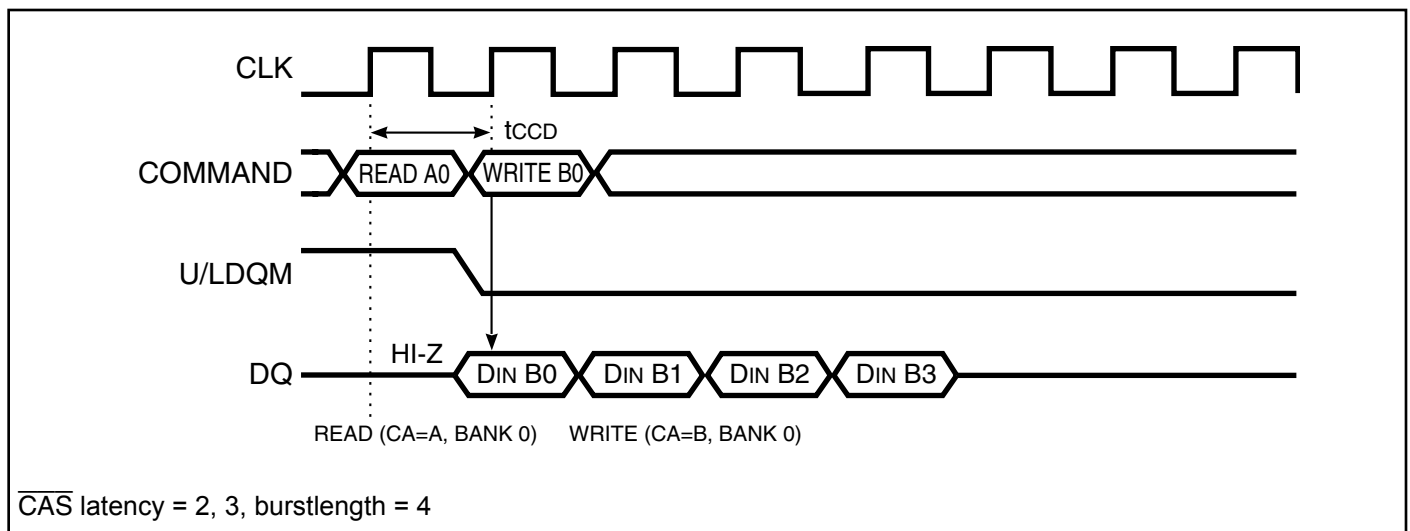 CLK
tCCD
COMMAND READ A0 WRITE B0
U/LDQM
HI-Z
DQ DIN B0 DIN B1 DIN B2 DIN B3
READ (CA=A, BANK 0) WRITE (CA=B, BANK 0)
C̅A̅S̅ latency = 2, 3, burstlength = 4